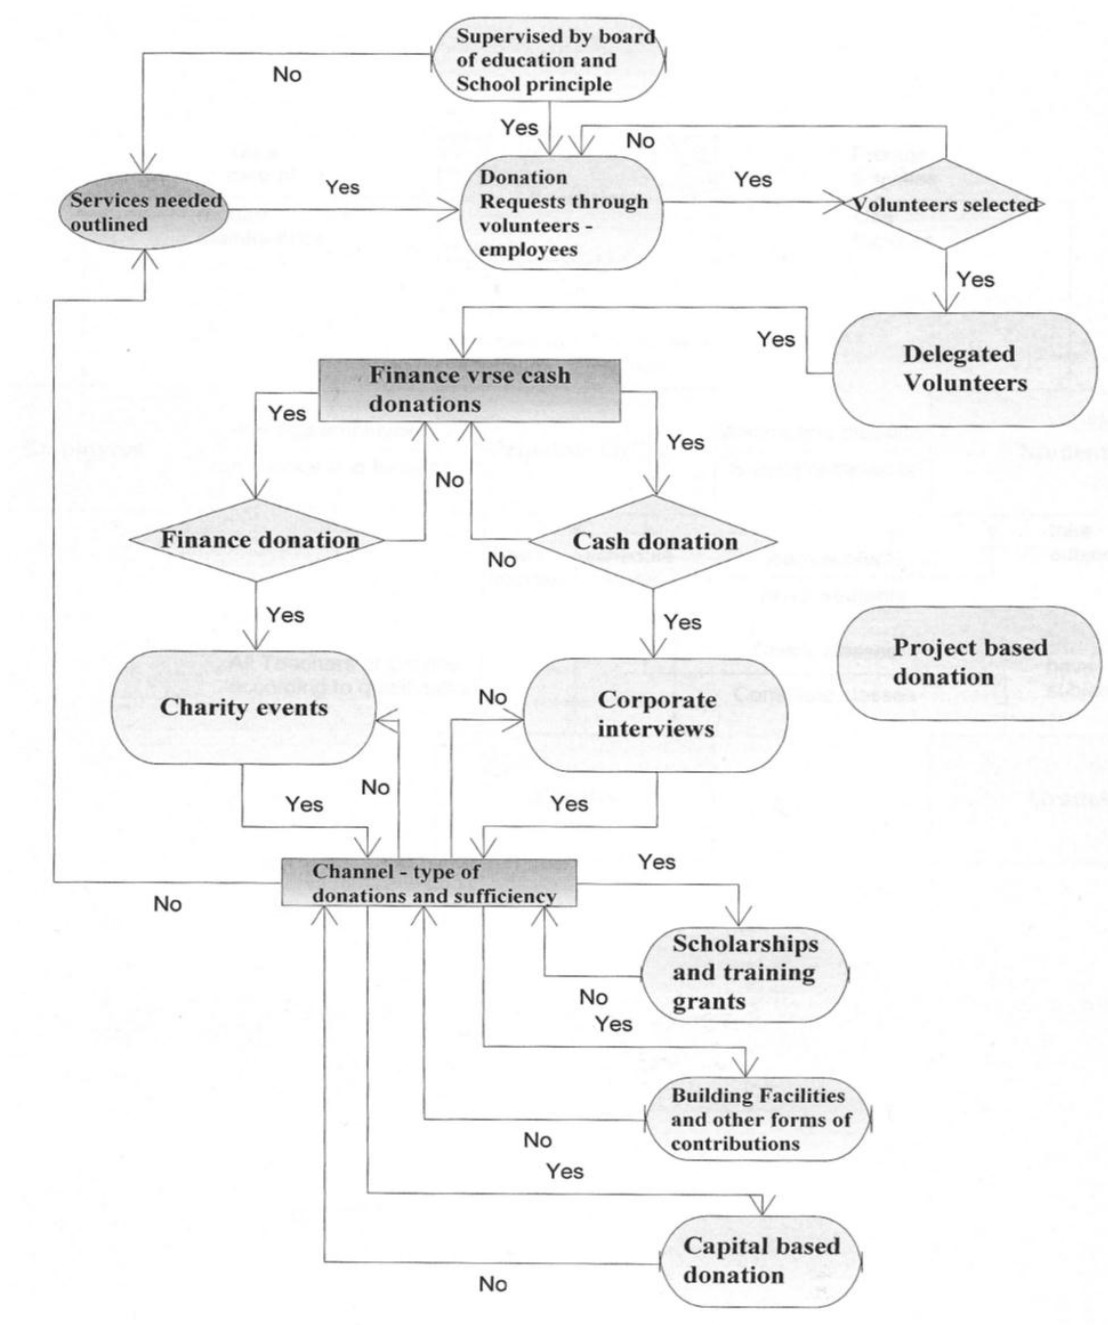 Supervised by board
of education and
School principle
No
Yes
No
Services needed
outlined
Yes
Donation
Requests through
volunteers -
employees
Yes
Volunteers selected
Yes
Yes
Delegated
Volunteers
Finance vrse cash
donations
Yes
Yes
No
Finance donation
No
Cash donation
Yes
Yes
Project based
donation
Charity events
No
Corporate
interviews
No
Yes
Yes
Channel - type of
donations and sufficiency
Yes
No
Scholarships
and training
grants
No
Yes
Building Facilities
and other forms of
contributions
No
Yes
Capital based
donation
No